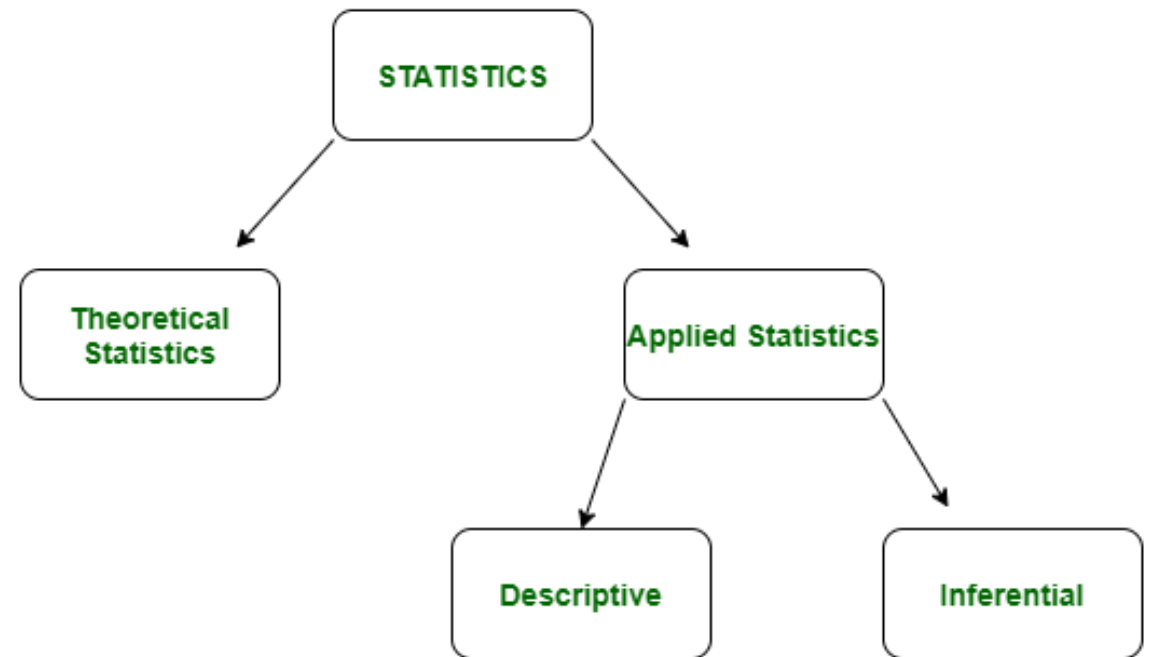 STATISTICS
Theoretical
Statistics
Applied Statistics
Descriptive
Inferential